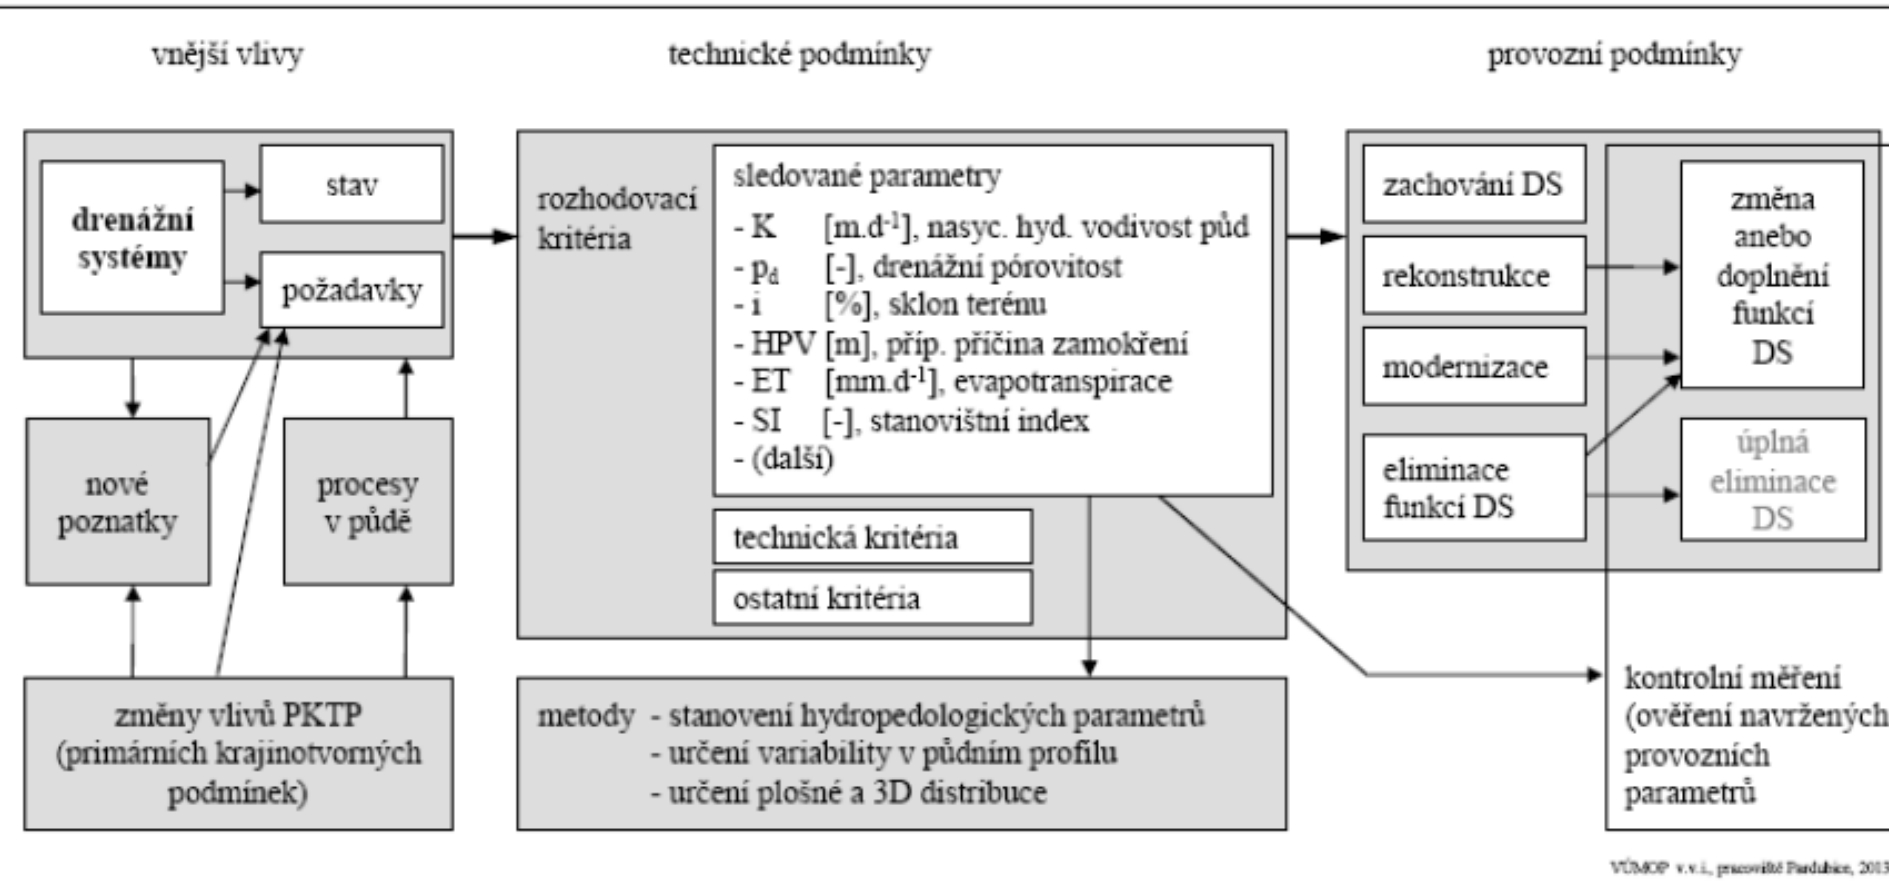 vnější vlivy
technické podmínky
provozní podmínky
drenážní
systémy
stav
požadavky
nové
poznatky
procesy
v půdě
změny vlivů PKTP
(primárních krajinotvorných
podmínek)
rozhodovací
kritéria
sledované parametry
- K [m.d-1], nasyc. hyd. vodivost půd
- pd [-], drenážní pórovitost
- i [%], sklon terénu
- HPV [m], příp. příčina zamokření
- ET [mm.d-1], evapotranspirace
- SI [-], stanovištní index
- (další)
technická kritéria
ostatní kritéria
metody - stanovení hydropedologických parametrů
- určení variability v půdním profilu
- určení plošné a 3D distribuce
zachování DS
rekonstrukce
modernizace
eliminace
funkcí DS
změna
anebo
doplnění
funkcí
DS
úplná
eliminace
DS
kontrolní měření
(ověření navržených
provozních
parametrů
VÚMOP v.v.i., pracoviště Pardubice, 2013